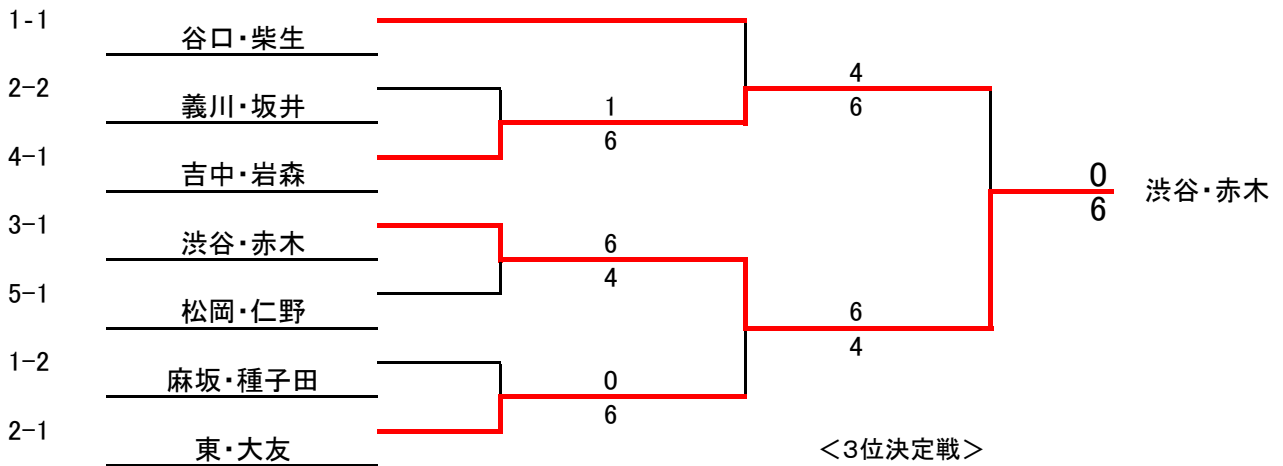 1-1
谷口・柴生
4
2-2
義川・坂井
1
6
6
4-1
吉中・岩森
0
渋谷・赤木
6
3-1
渋谷・赤木
6
4
5-1
松岡・仁野
6
4
1-2
麻坂・種子田
0
6
2-1
東・大友
＜3位決定戦＞